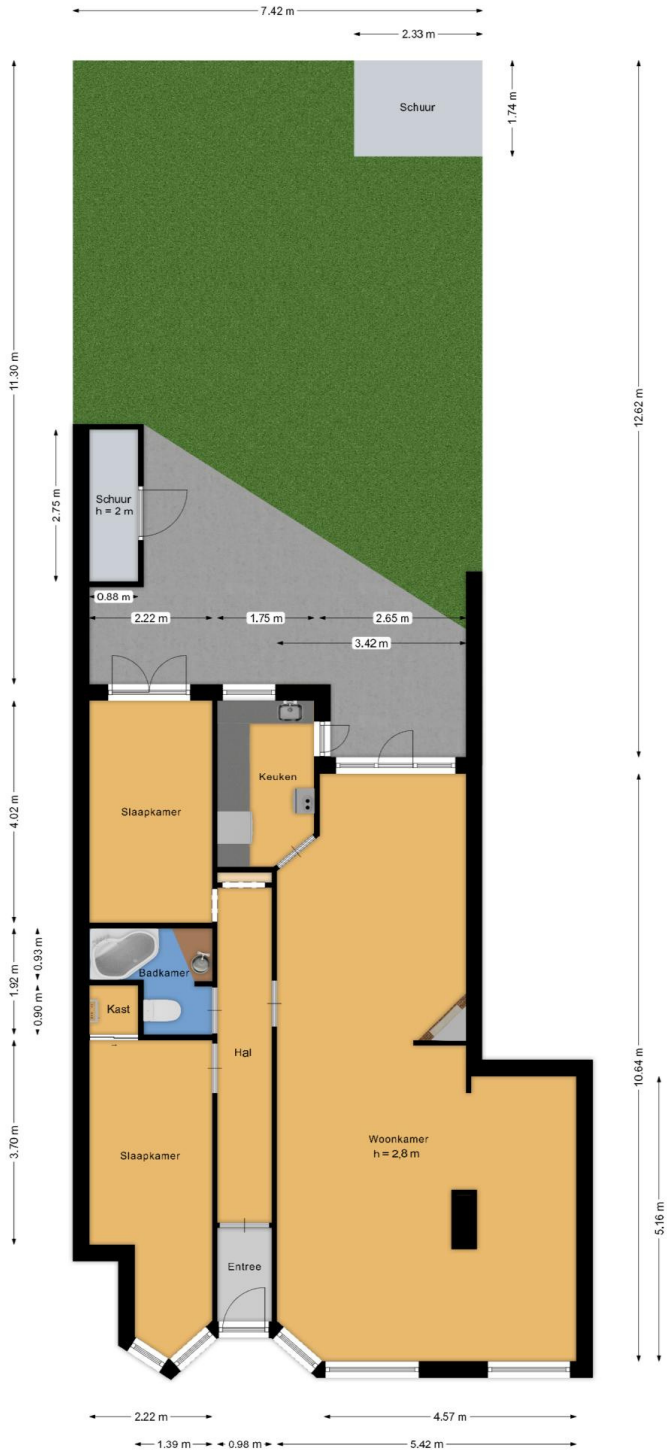 7.42 m
2.33 m
Schuur
1.74 m
11.30 m
12.62 m
2.75 m
Schuur
h = 2 m
0.88 m
2.22 m
1.75 m
2.65 m
3.42 m
Keuken
4.02 m
Slaapkamer
1.92 m
0.93 m
Badkamer
0.90 m
Kast
Hal
10.64 m
3.70 m
Slaapkamer
Woonkamer
h = 2,8 m
5.16 m
Entree
2.22 m
4.57 m
1.39 m
0.98 m
5.42 m